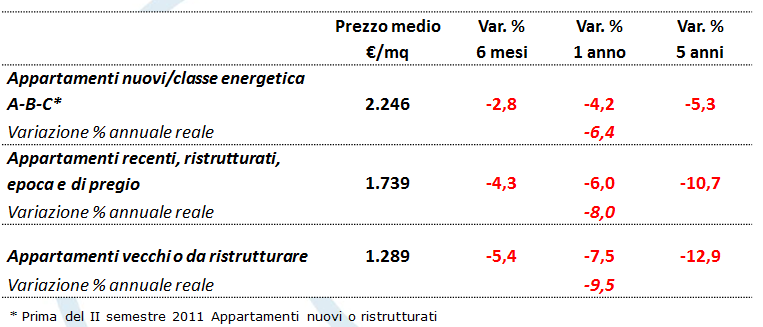 Prezzo medio Var. % Var. % Var. %
€/mq 6 mesi 1 anno 5 anni
Appartamenti nuovi/classe energetica
A-B-C* 2.246 -2,8 -4,2 -5,3
Variazione % annuale reale -6,4
Appartamenti recenti, ristrutturati,
epoca e di pregio 1.739 -4,3 -6,0 -10,7
Variazione % annuale reale -8,0
Appartamenti vecchi o da ristrutturare 1.289 -5,4 -7,5 -12,9
Variazione % annuale reale -9,5
* Prima del II semestre 2011 Appartamenti nuovi o ristrutturati